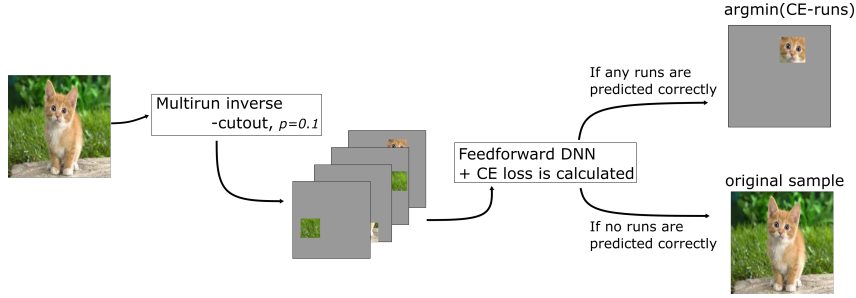 argmin(CE-runs)
If any runs are
predicted correctly
Multirun inverse
-cutout, p=0.1
Feedforward DNN
+ CE loss is calculated
original sample
If no runs are
predicted correctly